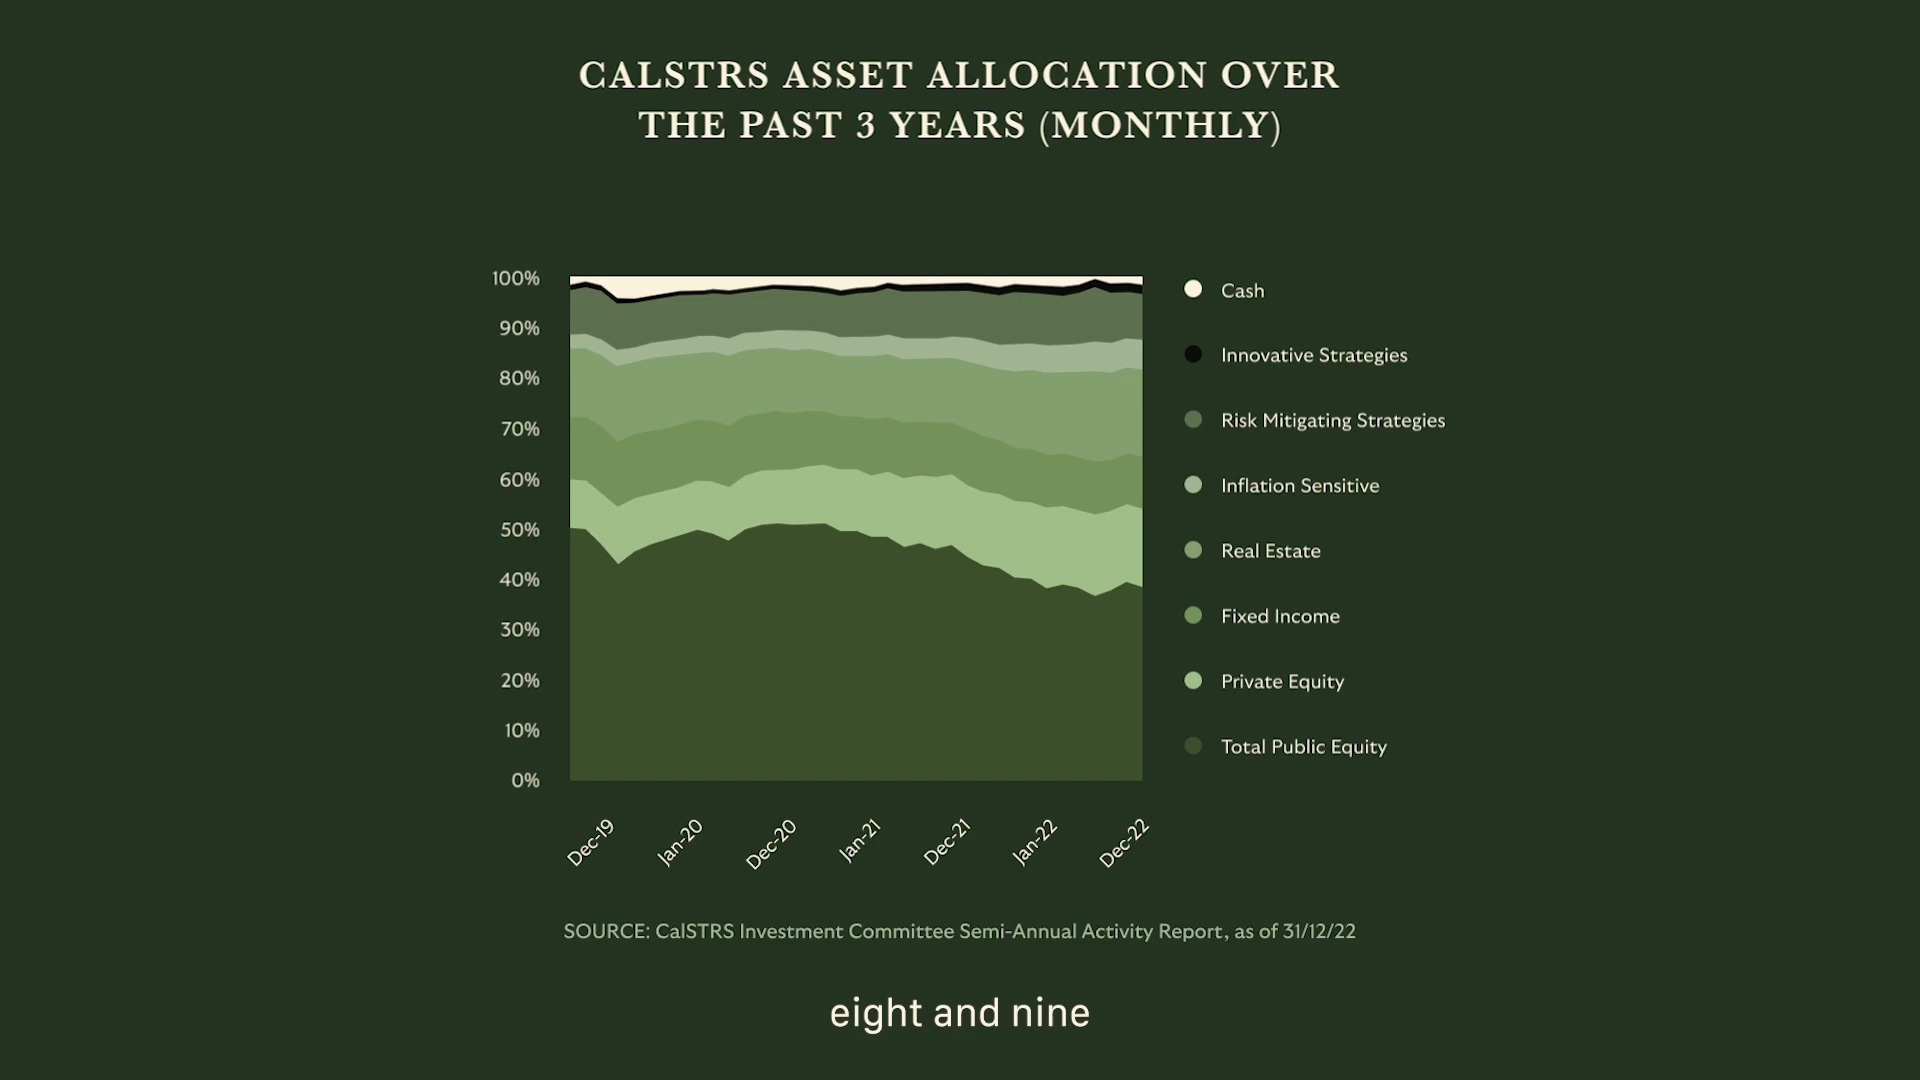 CALSTRS ASSET ALLOCATION OVER
THE PAST 3 YEARS (MONTHLY)
100%
90%
80%
70%
60%
50%
40%
30%
20%
10%
0%
Dec-19
Jan-20
Dec-20
Jan-21
Dec-21
Jan-22
Dec-22
Cash
Innovative Strategies
Risk Mitigating Strategies
Inflation Sensitive
Real Estate
Fixed Income
Private Equity
Total Public Equity
SOURCE: CalSTRS Investment Committee Semi-Annual Activity Report, as of 31/12/22
eight and nine